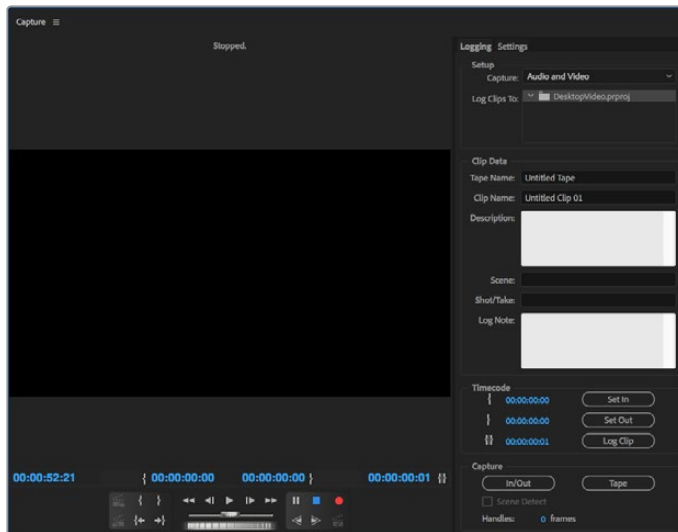 Capture
Stopped.
Logging Settings
Setup
Capture: Audio and Video
Log Clips To: DesktopVideo.prproj
Clip Data
Tape Name: Untitled Tape
Clip Name: Untitled Clip 01
Description:
Scene:
Shot/Take:
Log Note:
Timecode
{ 00:00:00:00 Set In
} 00:00:00:00 Set Out
{} 00:00:00:01 Log Clip
00:00:52:21 { 00:00:00:00 00:00:00:00 } 00:00:00:01 {}
Capture
In/Out Tape
Scene Detect
Handles: 0 frames